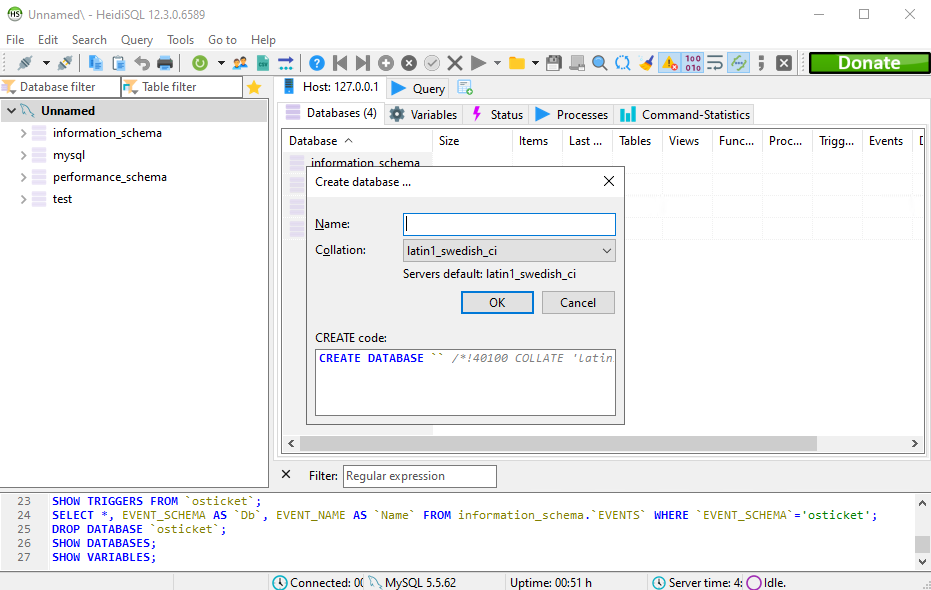 Unnamed\ - HeidiSQL 12.3.0.6589
File Edit Search Query Tools Go to Help
Donate
Database filter Table filter Host: 127.0.0.1 Query
Unnamed
information_schema
mysql
performance_schema
test
Databases (4) Variables Status Processes Command-Statistics
Database Size Items Last ... Tables Views Func... Proc... Trigg... Events
information_schema
Create database ...
Name:
Collation: latin1_swedish_ci
Servers default: latin1_swedish_ci
OK Cancel
CREATE code:
CREATE DATABASE `` /*!40100 COLLATE 'latin
Filter: Regular expression
23 SHOW TRIGGERS FROM `osticket`;
24 SELECT *, EVENT_SCHEMA AS `Db`, EVENT_NAME AS `Name` FROM information_schema.`EVENTS` WHERE `EVENT_SCHEMA`='osticket';
25 DROP DATABASE `osticket`;
26 SHOW DATABASES;
27 SHOW VARIABLES;
Connected: 00 MySQL 5.5.62 Uptime: 00:51 h Server time: 4: Idle.